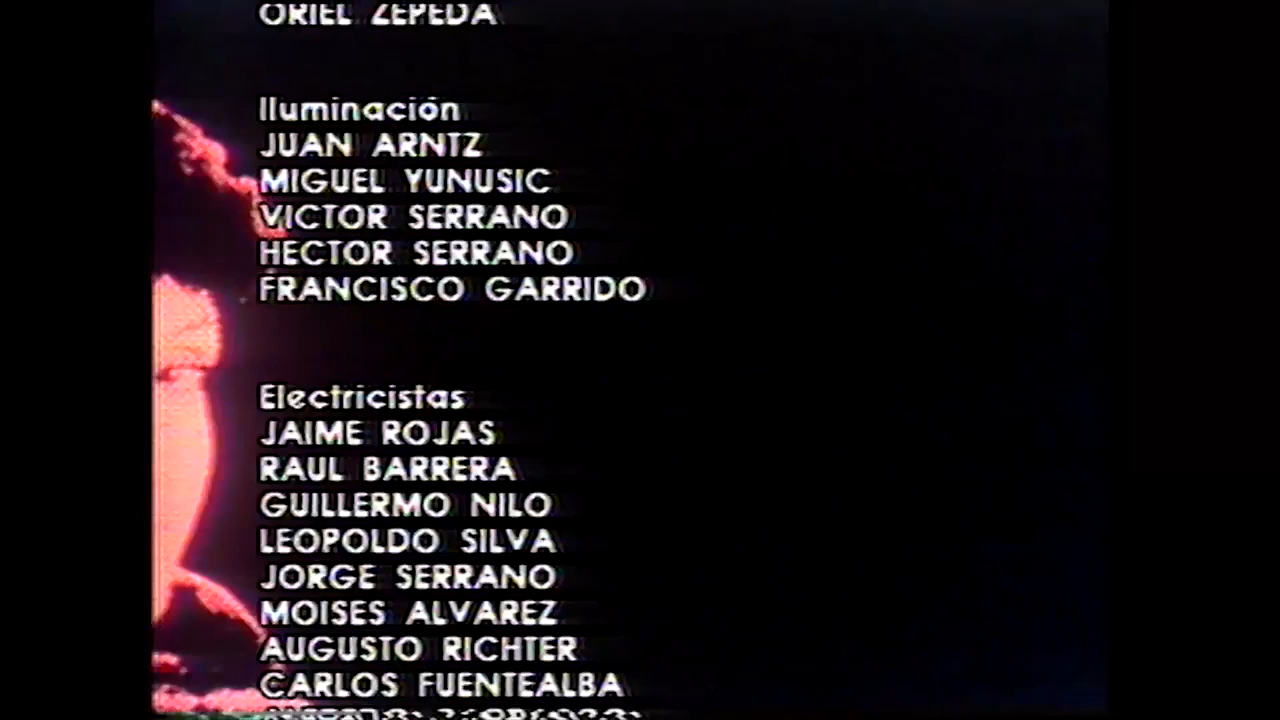 ORIEL ZEPEDA
Iluminación
JUAN ARNTZ
MIGUEL YUNUSIC
VICTOR SERRANO
HECTOR SERRANO
FRANCISCO GARRIDO
Electricistas
JAIME ROJAS
RAUL BARRERA
GUILLERMO NILO
LEOPOLDO SILVA
JORGE SERRANO
MOISES ALVAREZ
AUGUSTO RICHTER
CARLOS FUENTEALBA